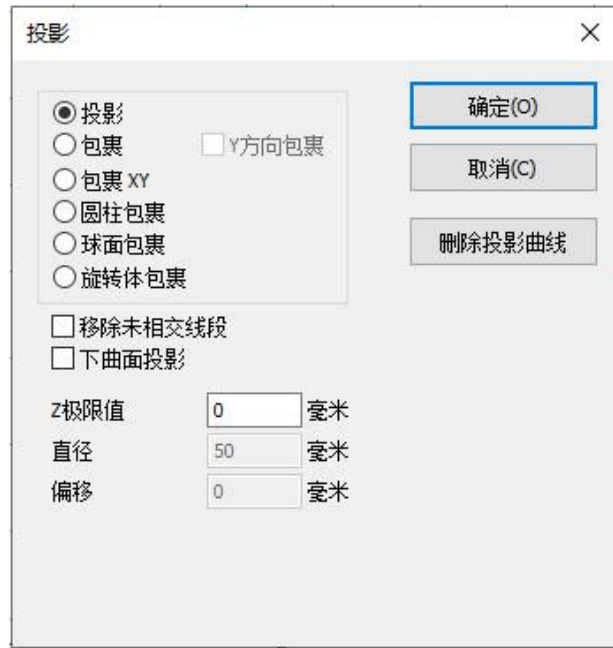 投影
投影
包裹 Y方向包裹
包裹 XY
圆柱包裹
球面包裹
旋转体包裹
确定(O)
取消(C)
删除投影曲线
移除未相交线段
下曲面投影
Z极限值 0 毫米
直径 50 毫米
偏移 0 毫米